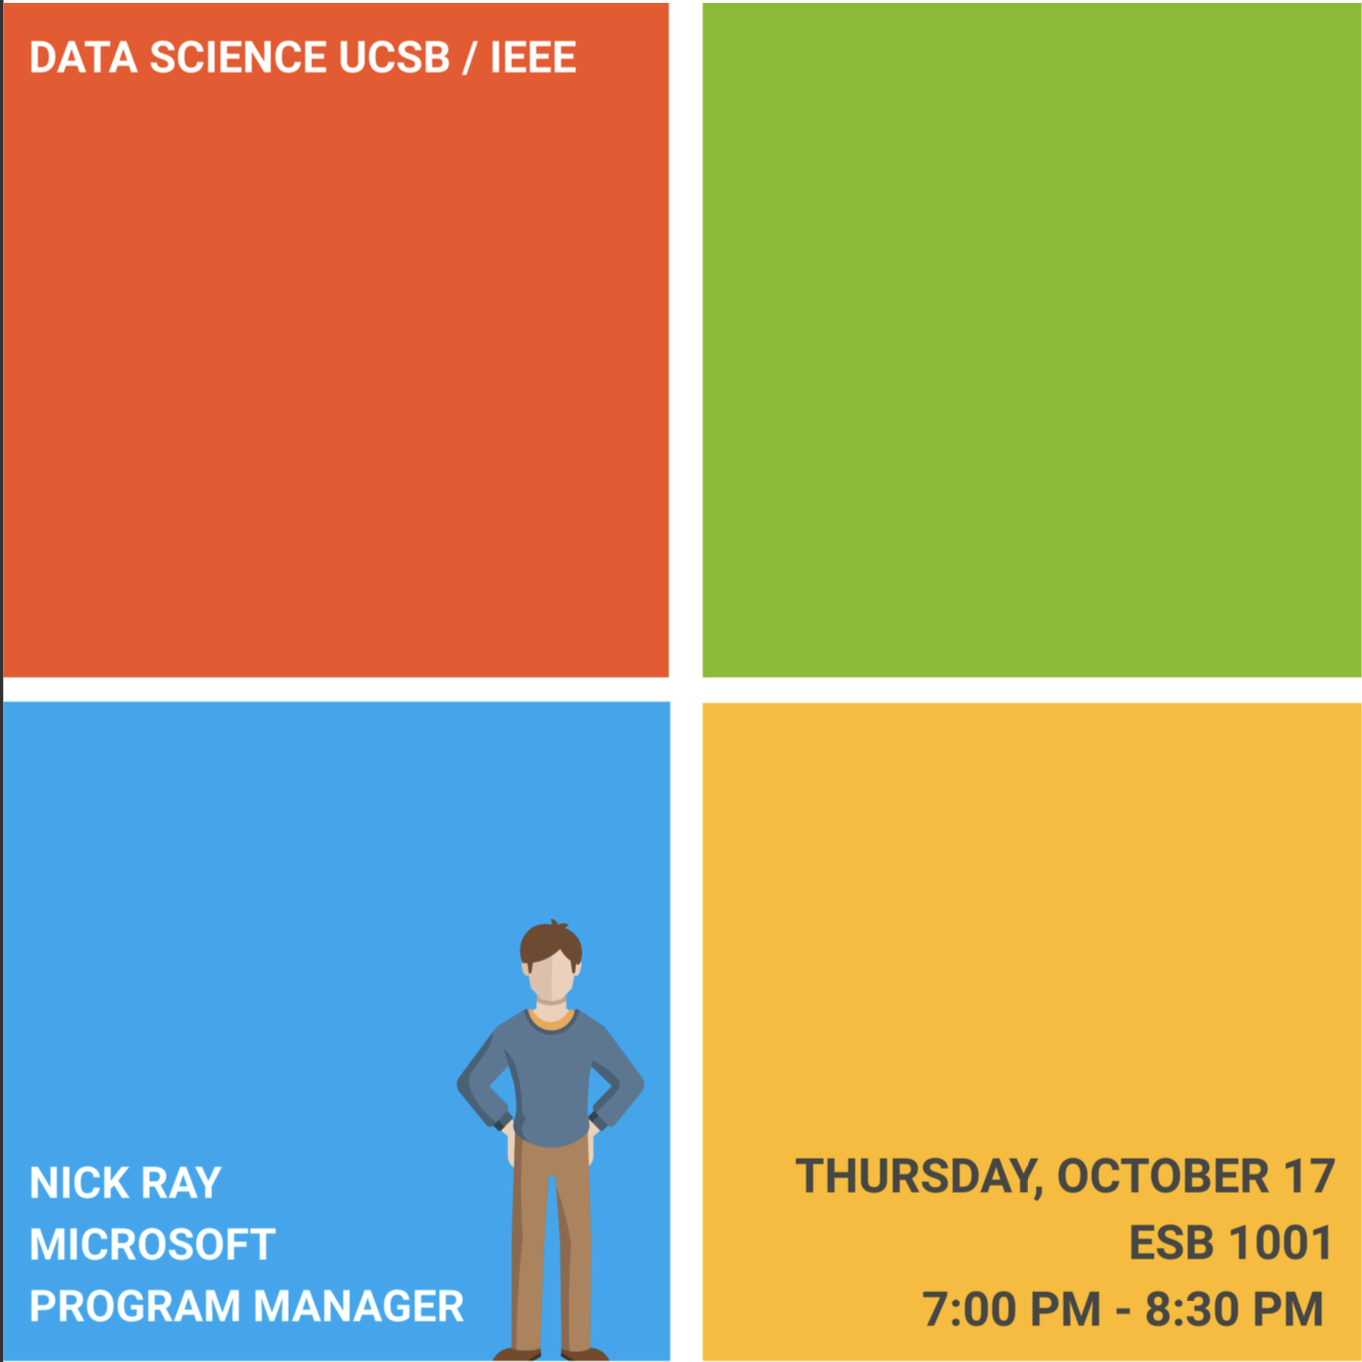 DATA SCIENCE UCSB / IEEE
NICK RAY
MICROSOFT
PROGRAM MANAGER
THURSDAY, OCTOBER 17
ESB 1001
7:00 PM - 8:30 PM